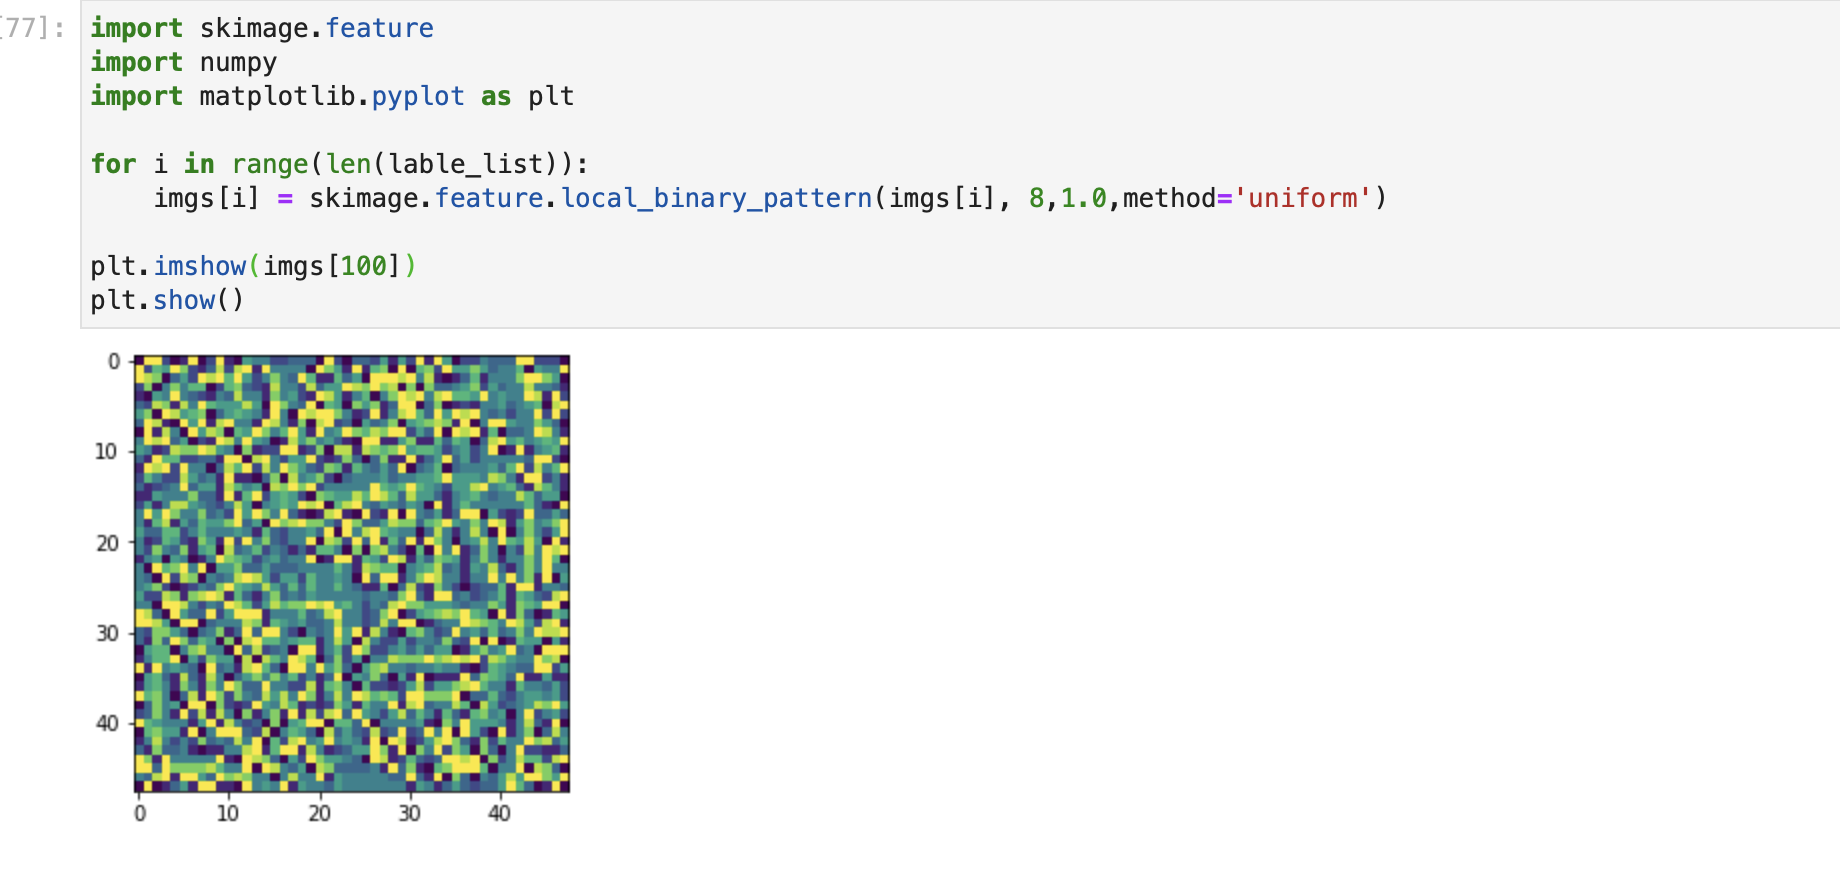 [77]:
import skimage.feature
import numpy
import matplotlib.pyplot as plt
for i in range(len(lable_list)):
    imgs[i] = skimage.feature.local_binary_pattern(imgs[i], 8,1.0,method='uniform')
plt.imshow(imgs[100])
plt.show()
0
10
20
30
40
0 10 20 30 40